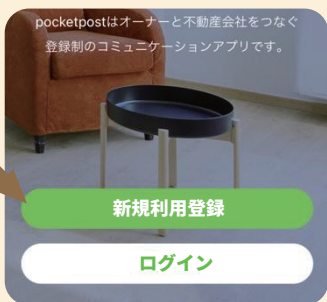 pocketpostはオーナーと不動産会社をつなぐ
登録制のコミュニケーションアプリです。
新規利用登録
ログイン